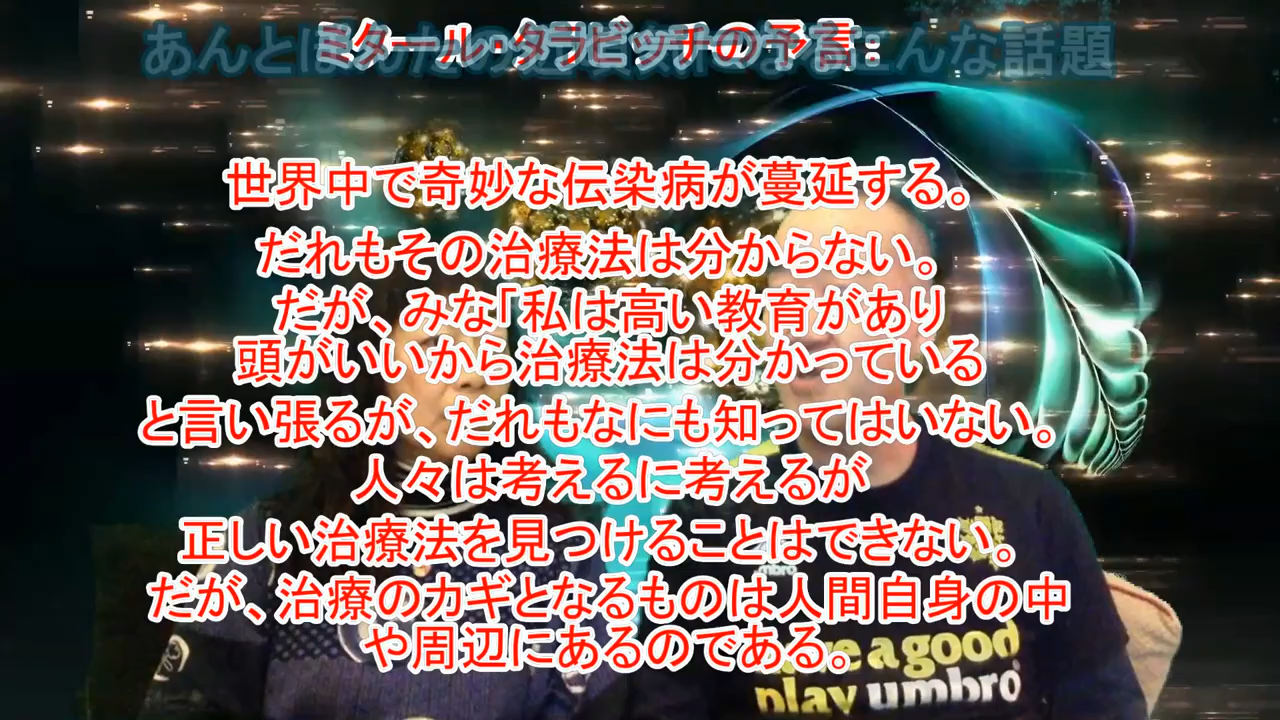 ミタール・タラビッチの予言：
世界中で奇妙な伝染病が蔓延する。
だれもその治療法は分からない。
だが、みな「私は高い教育があり
頭がいいから治療法は分かっている
と言い張るが、だれもなにも知ってはいない。
人々は考えるに考えるが
正しい治療法を見つけることはできない。
だが、治療のカギとなるものは人間自身の中
や周辺にあるのである。
a good
play umbro